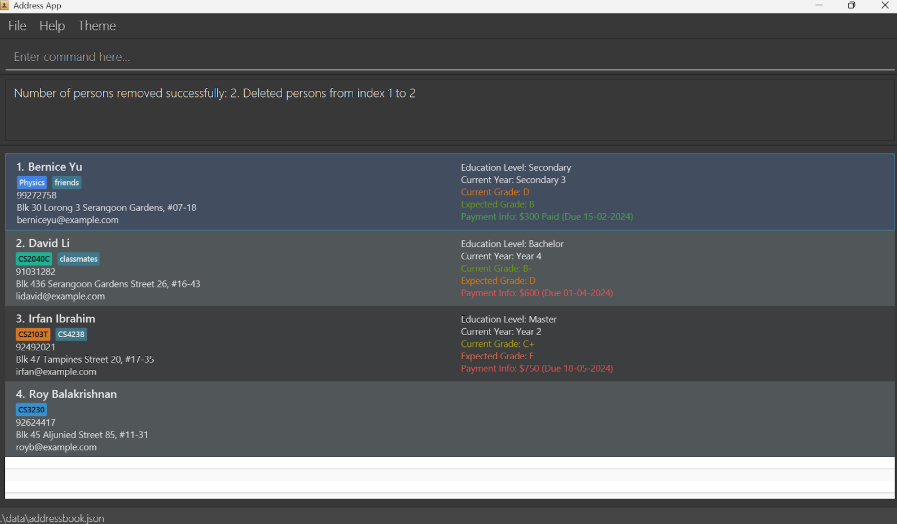 Address App
File Help Theme
Enter command here...
Number of persons removed successfully: 2. Deleted persons from index 1 to 2
1. Bernice Yu
Physics friends
99272758
Blk 30 Lorong 3 Serangoon Gardens, #07-18
berniceyu@example.com
Education Level: Secondary
Current Year: Secondary 3
Current Grade: D
Expected Grade: B
Payment Info: $300 Paid (Due 15-02-2024)
2. David Li
CS2040C classmates
91031282
Blk 436 Serangoon Gardens Street 26, #16-43
lidavid@example.com
Education Level: Bachelor
Current Year: Year 4
Current Grade: B-
Expected Grade: D
Payment Info: $600 (Due 01-04-2024)
3. Irfan Ibrahim
CS2103T CS4238
92492021
Blk 47 Tampines Street 20, #17-35
irfan@example.com
Education Level: Master
Current Year: Year 2
Current Grade: C+
Expected Grade: F
Payment Info: $750 (Due 18-05-2024)
4. Roy Balakrishnan
CS3230
92624417
Blk 45 Aljunied Street 85, #11-31
royb@example.com
.\data\addressbook.json